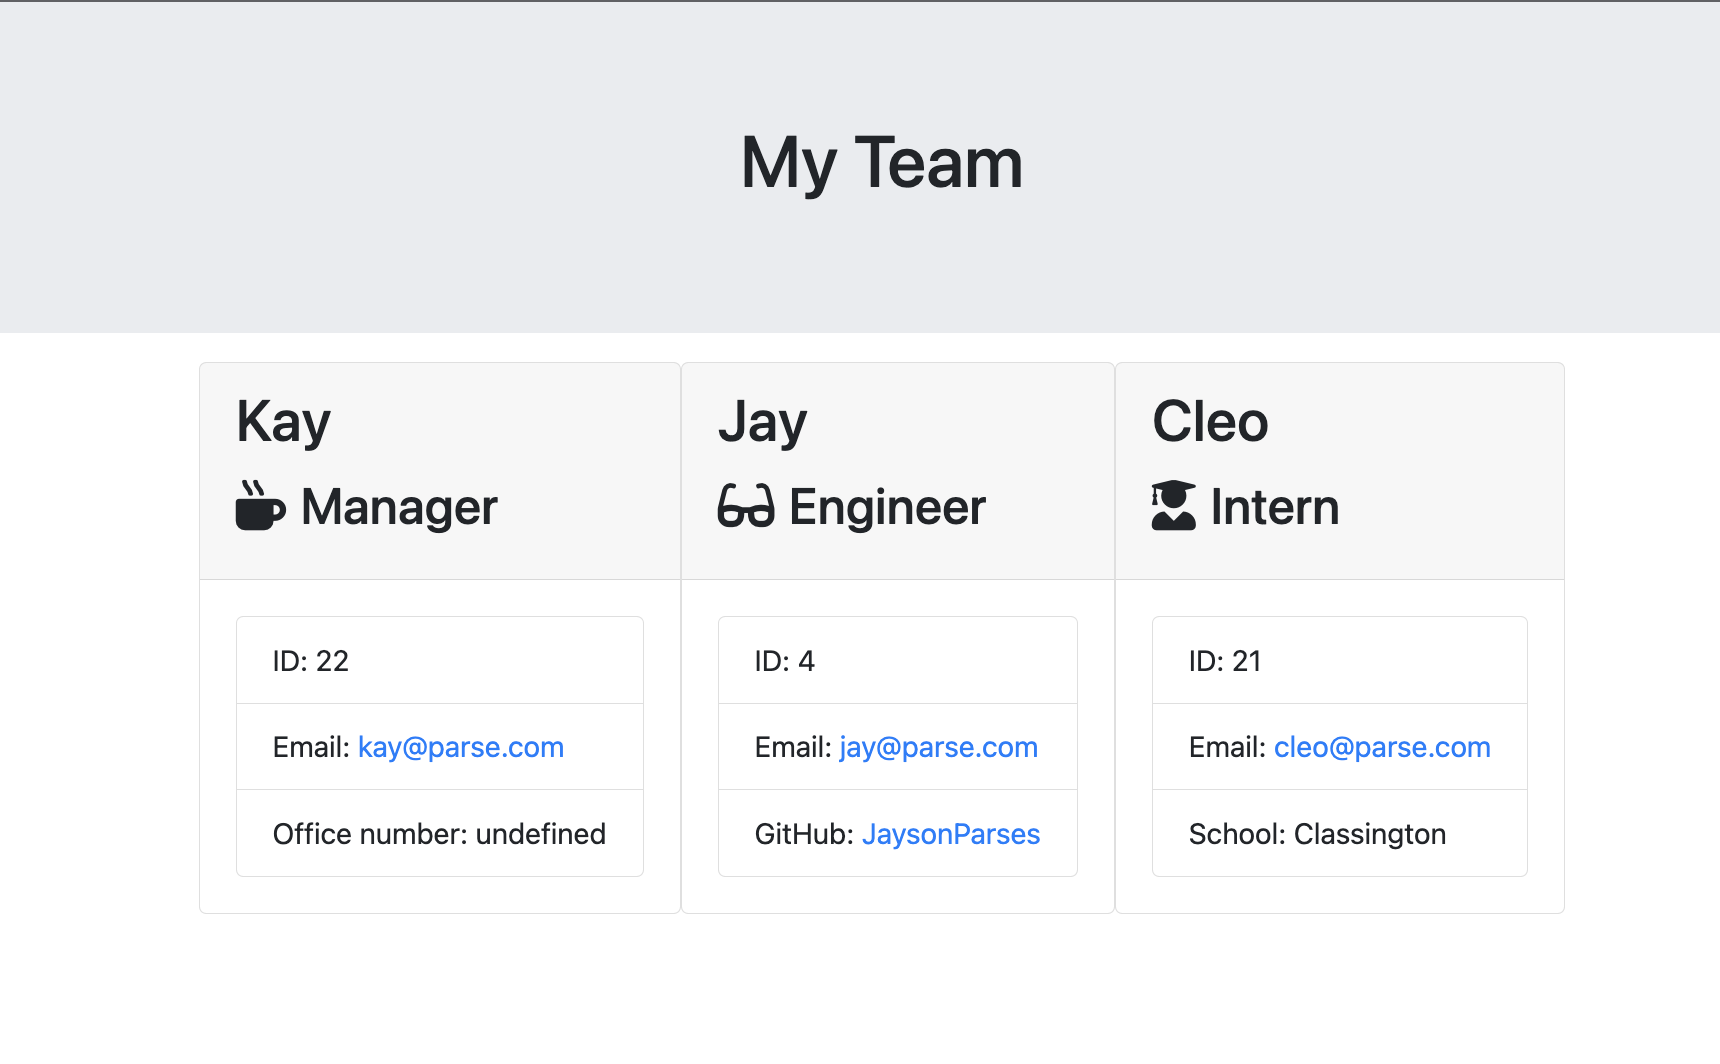 My Team
Kay
Manager
ID: 22
Email: kay@parse.com
Office number: undefined
Jay
Engineer
ID: 4
Email: jay@parse.com
GitHub: JaysonParses
Cleo
Intern
ID: 21
Email: cleo@parse.com
School: Classington